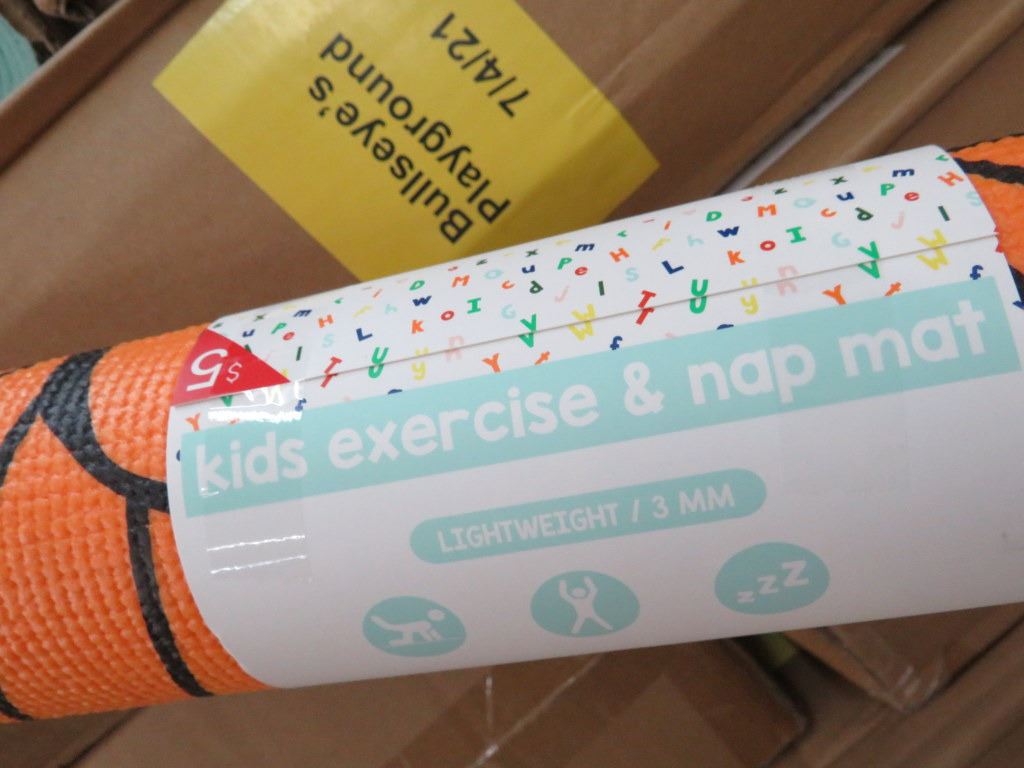 Bullseye's
Playground
7/4/21
$5
kids exercise & nap mat
LIGHTWEIGHT / 3 MM
zzZ